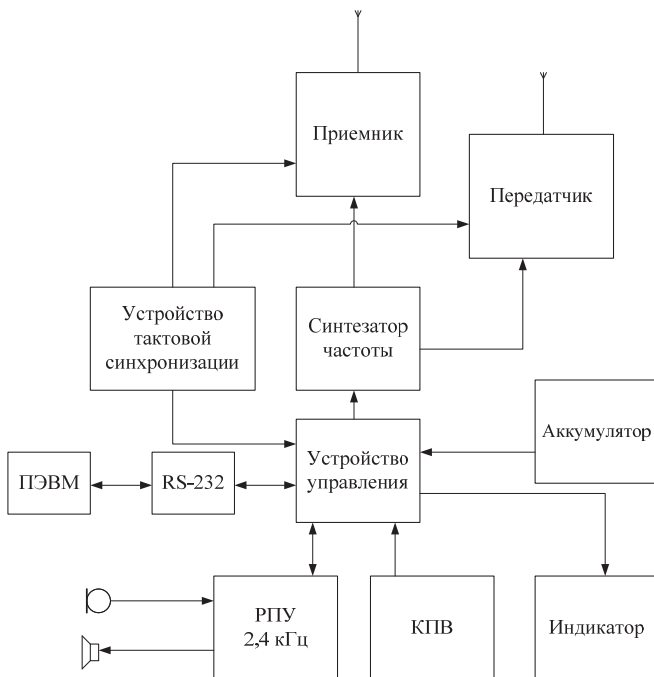 Приемник
Передатчик
Устройство
тактовой
синхронизации
Синтезатор
частоты
Аккумулятор
ПЭВМ
RS-232
Устройство
управления
РПУ
2,4 кГц
КПВ
Индикатор